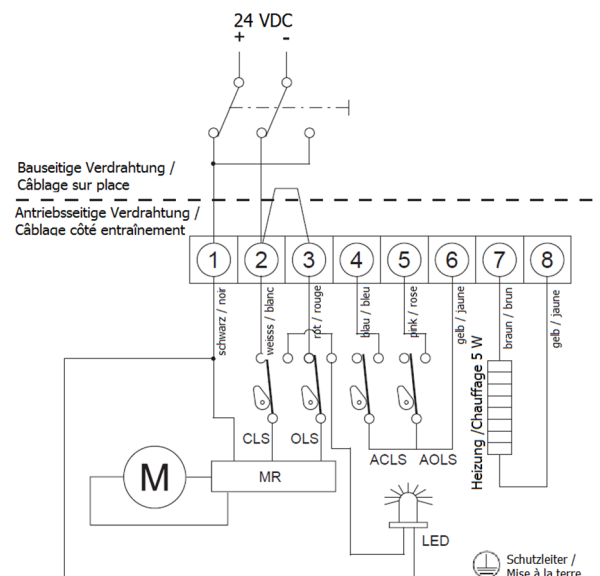 24 VDC
+ -
Bauseitige Verdrahtung /
Câblage sur place
Antriebsseitige Verdrahtung /
Câblage côté entraînement
1 2 3 4 5 6 7 8
schwarz / noir
weisss / blanc
rot / rouge
blau / bleu
pink / rose
gelb / jaune
braun / brun
gelb / jaune
Heizung /Chauffage 5 W
CLS OLS
ACLS AOLS
M
MR
LED
Schutzleiter /
Mise à la terre